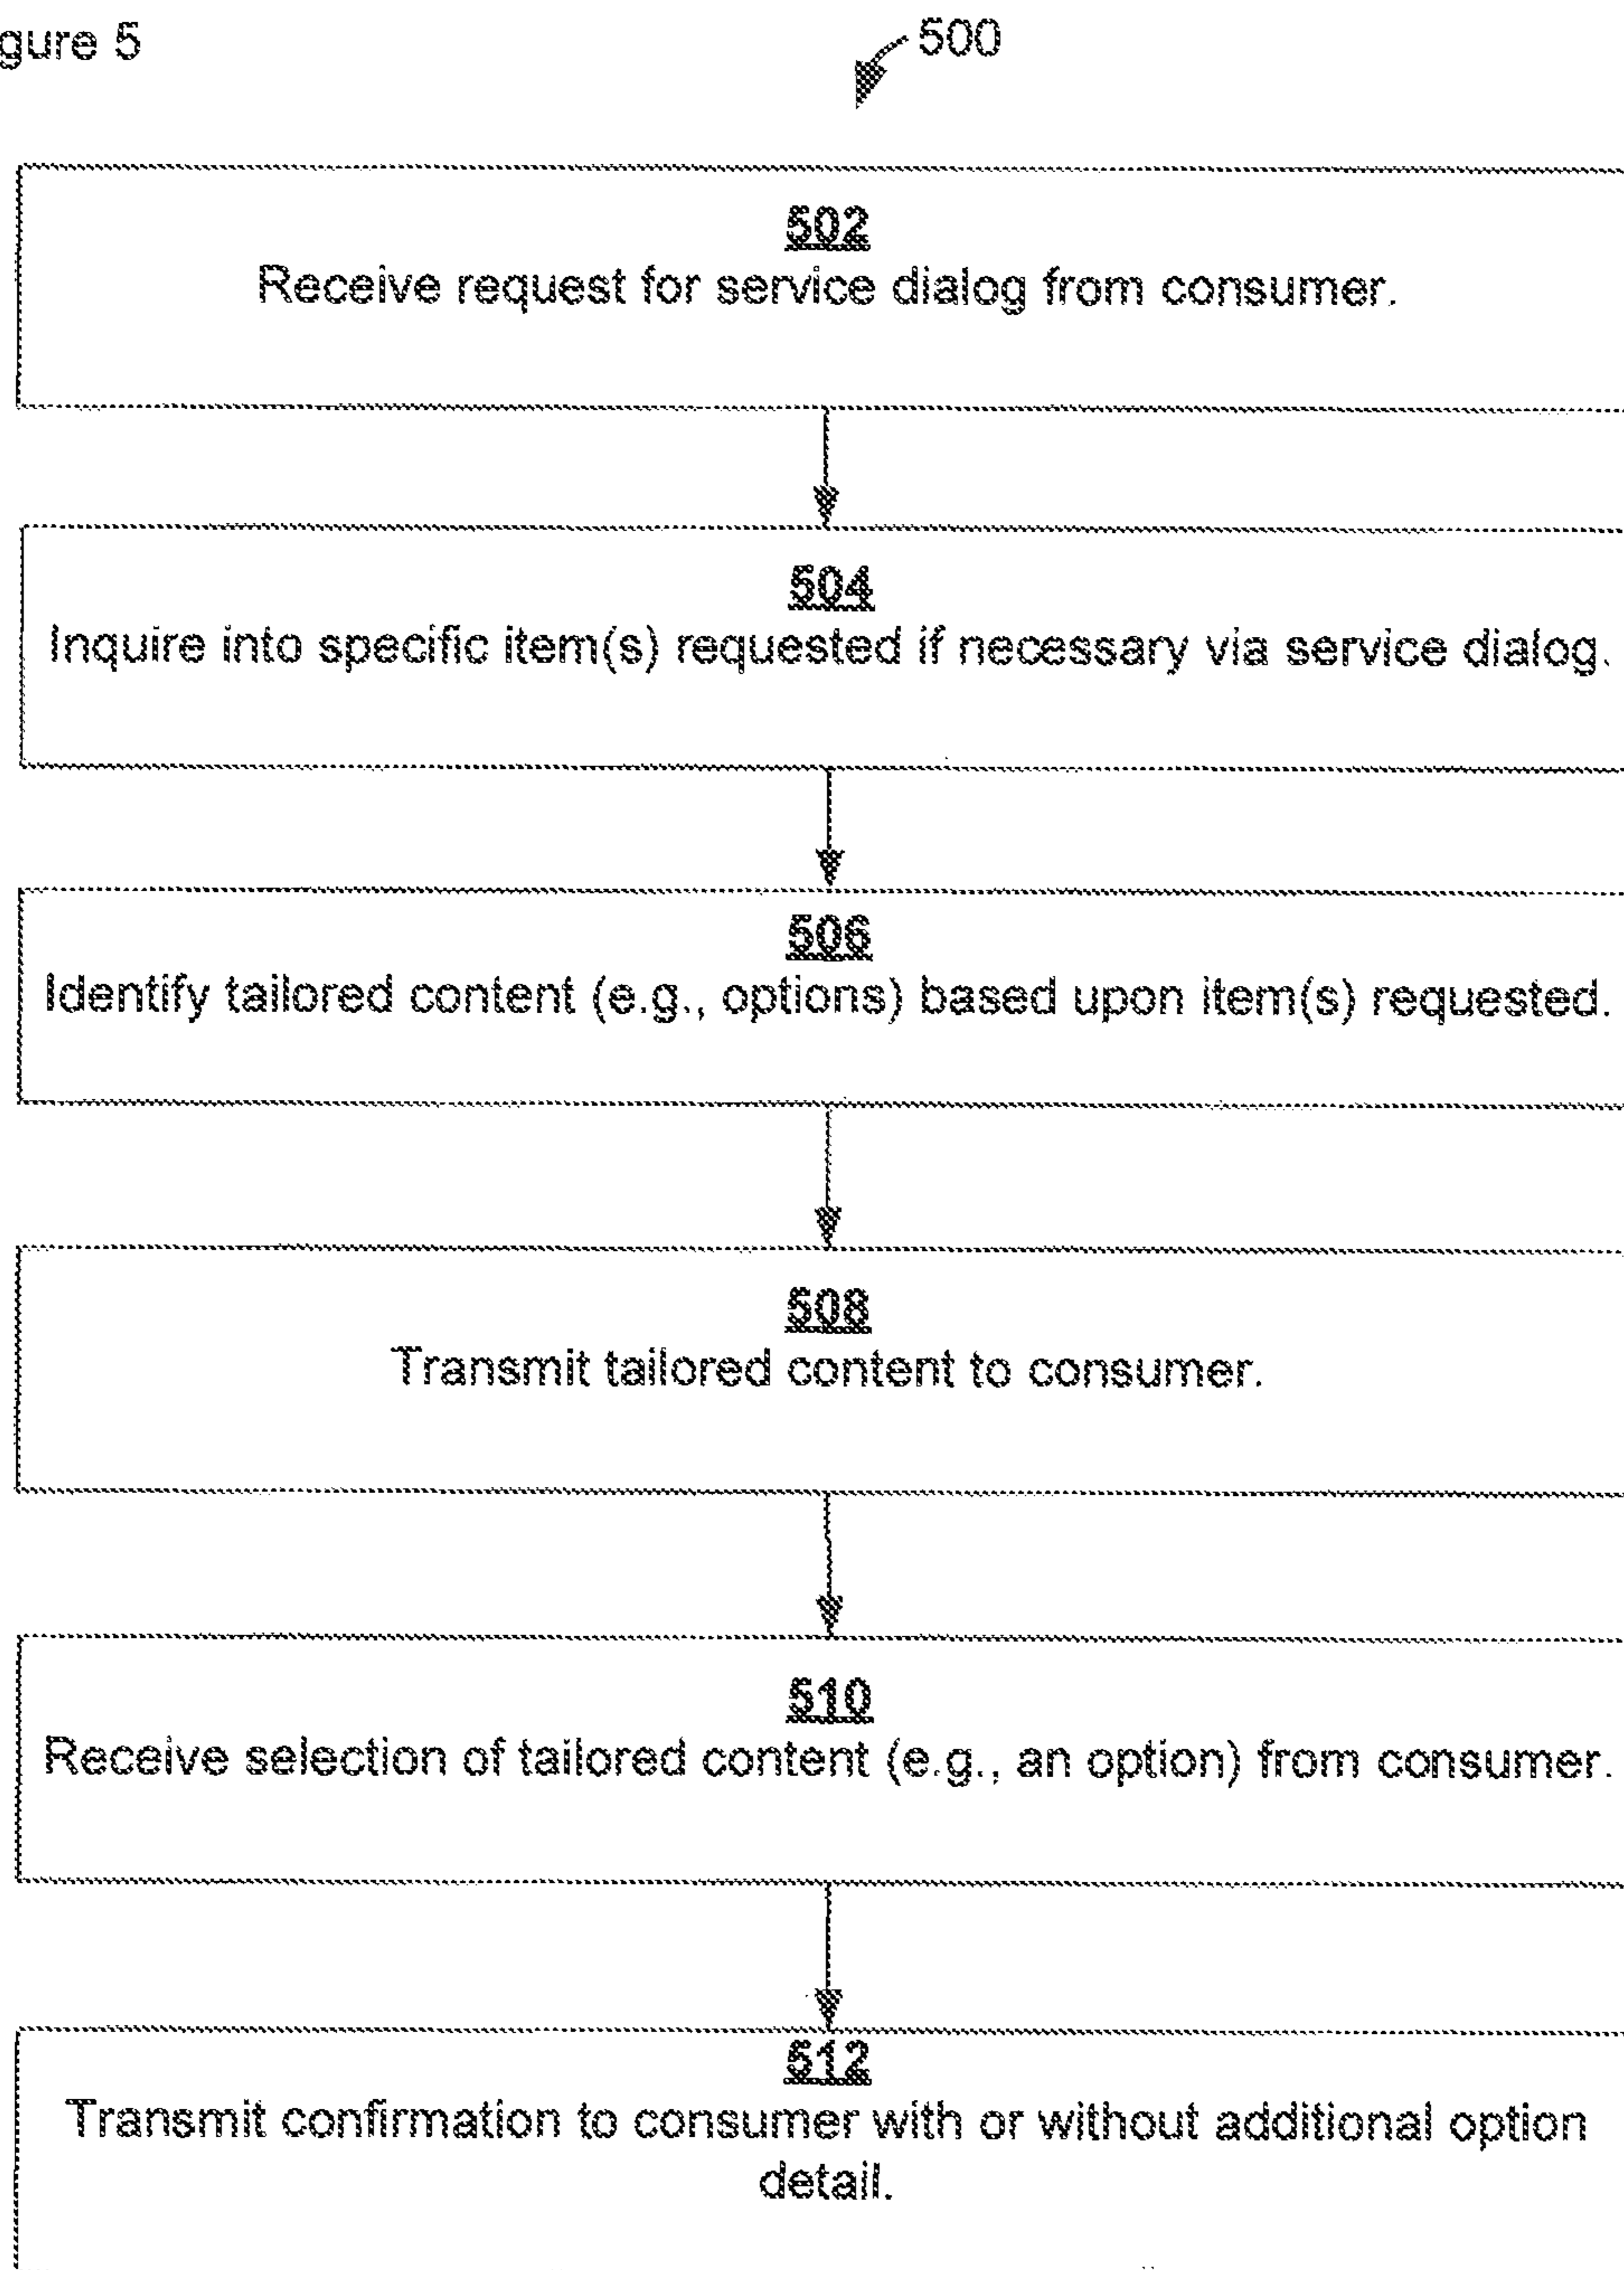 gure 5
500
502
Receive request for service dialog from consumer.
504
Inquire into specific item(s) requested if necessary via service dialog.
506
Identify tailored content (e.g., options) based upon item(s) requested.
508
Transmit tailored content to consumer.
510
Receive selection of tailored content (e.g., an option) from consumer.
512
Transmit confirmation to consumer with or without additional option
detail.